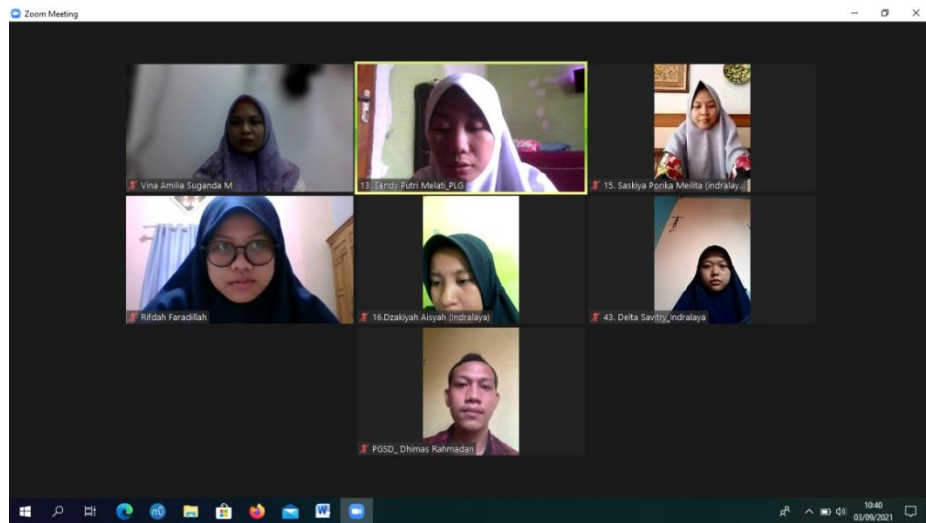 Zoom Meeting
Vina Amilia Suganda M
13. Sendy Putri Melati_PLG
15. Saskiya Porika Meilita (indralay...
Rifdah Faradillah
16.Dzakiyah Aisyah (Indralaya)
43. Delta Savitry_Indralaya
PGSD_ Dhimas Rahmadan
10:40
03/09/2021